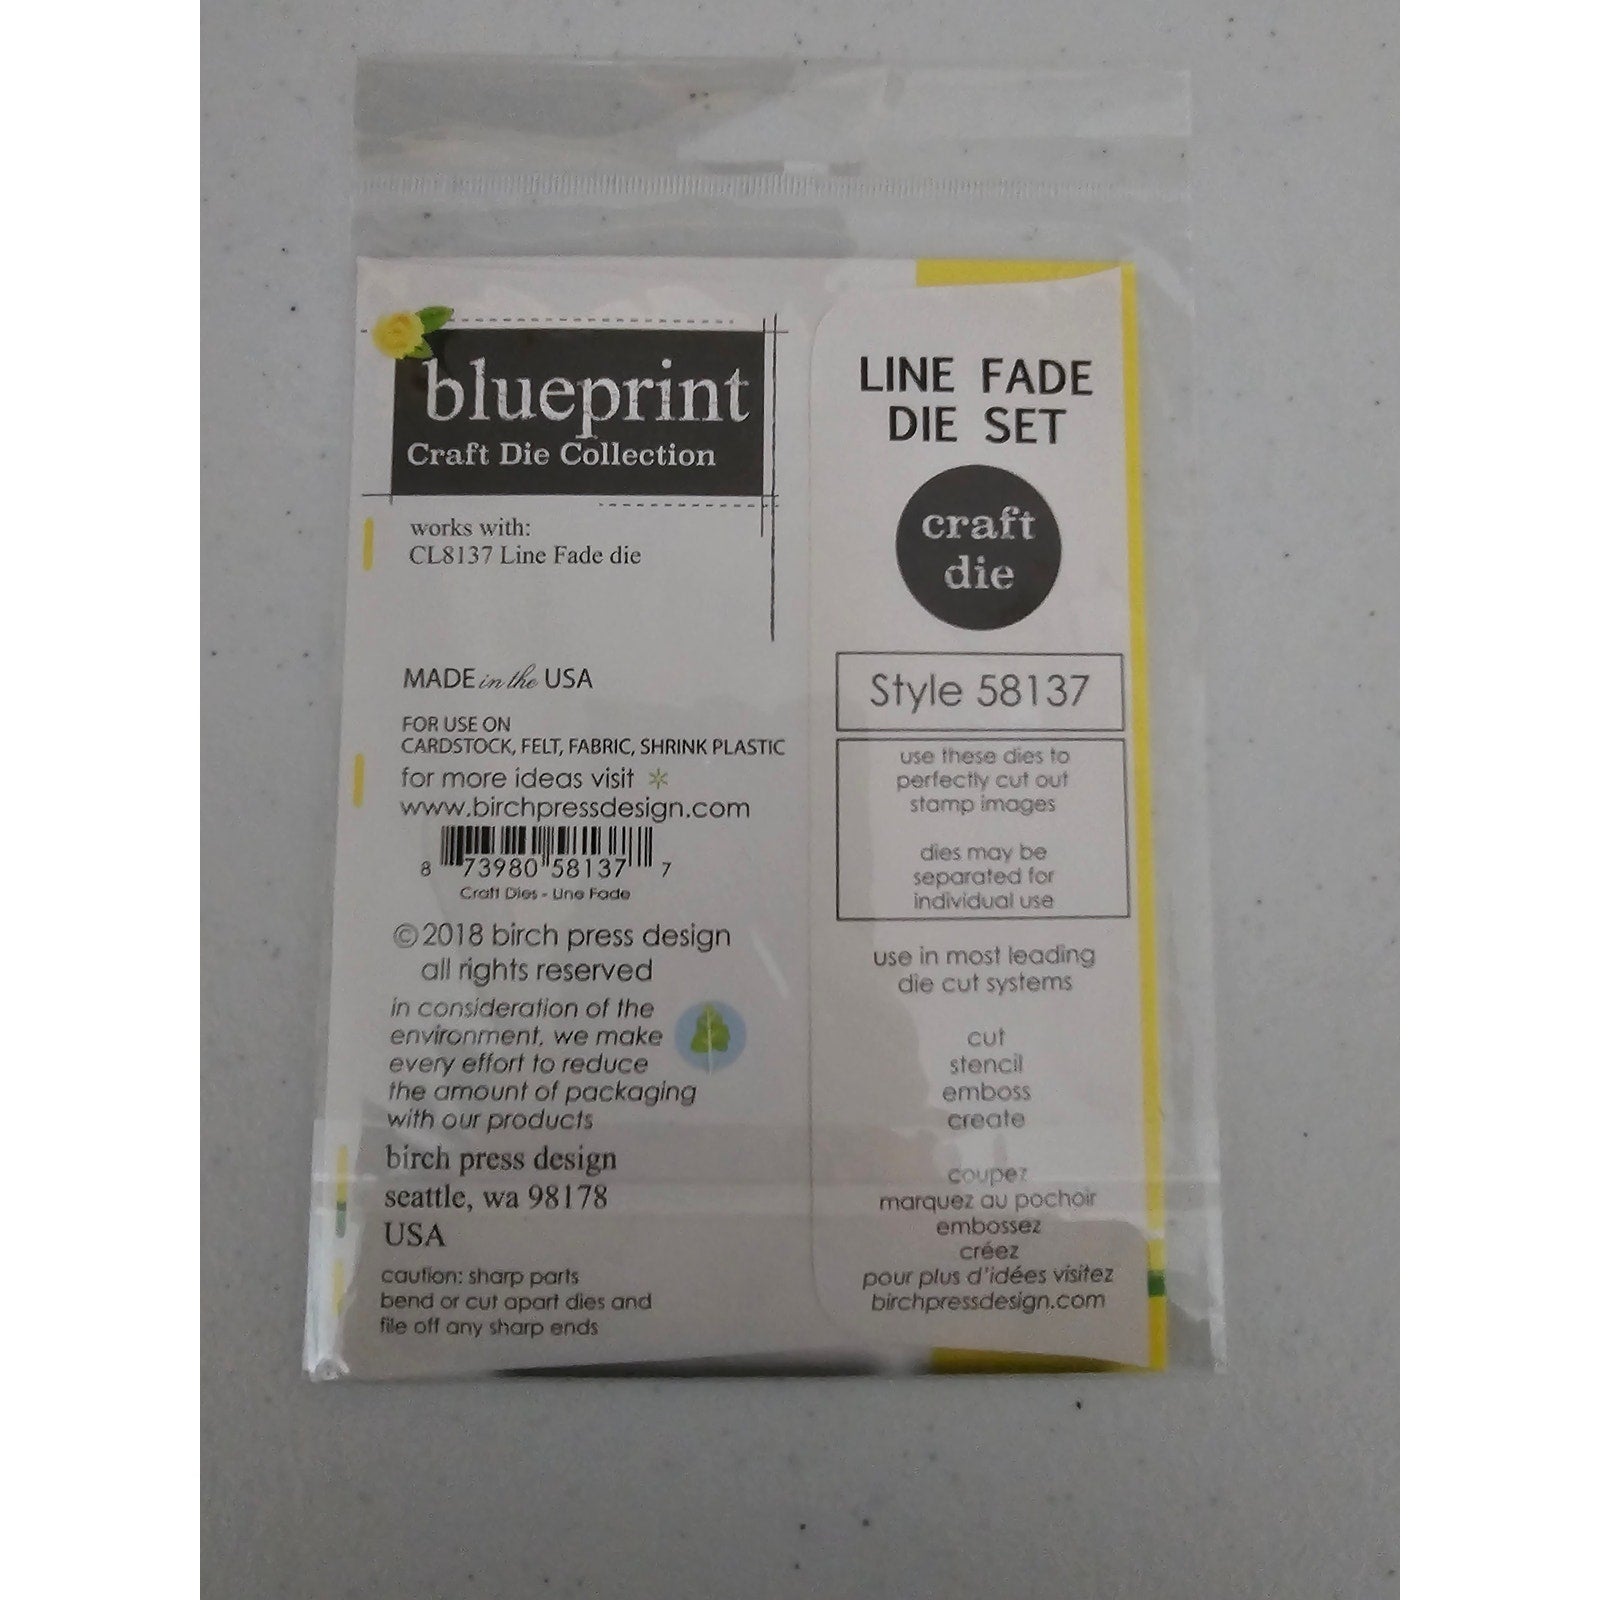 blueprint
Craft Die Collection
works with:
CL8137 Line Fade die
MADE in the USA
FOR USE ON
CARDSTOCK, FELT, FABRIC, SHRINK PLASTIC
for more ideas visit
www.birchpressdesign.com
8 73980 58137 7
Craft Dies - Line Fade
©2018 birch press design
all rights reserved
in consideration of the
environment, we make
every effort to reduce
the amount of packaging
with our products
birch press design
seattle, wa 98178
USA
caution: sharp parts
bend or cut apart dies and
file off any sharp ends
LINE FADE
DIE SET
craft
die
Style 58137
use these dies to
perfectly cut out
stamp images
dies may be
separated for
individual use
use in most leading
die cut systems
cut
stencil
emboss
create
coupez
marquez au pochoir
embossez
créez
pour plus d'idées visitez
birchpressdesign.com